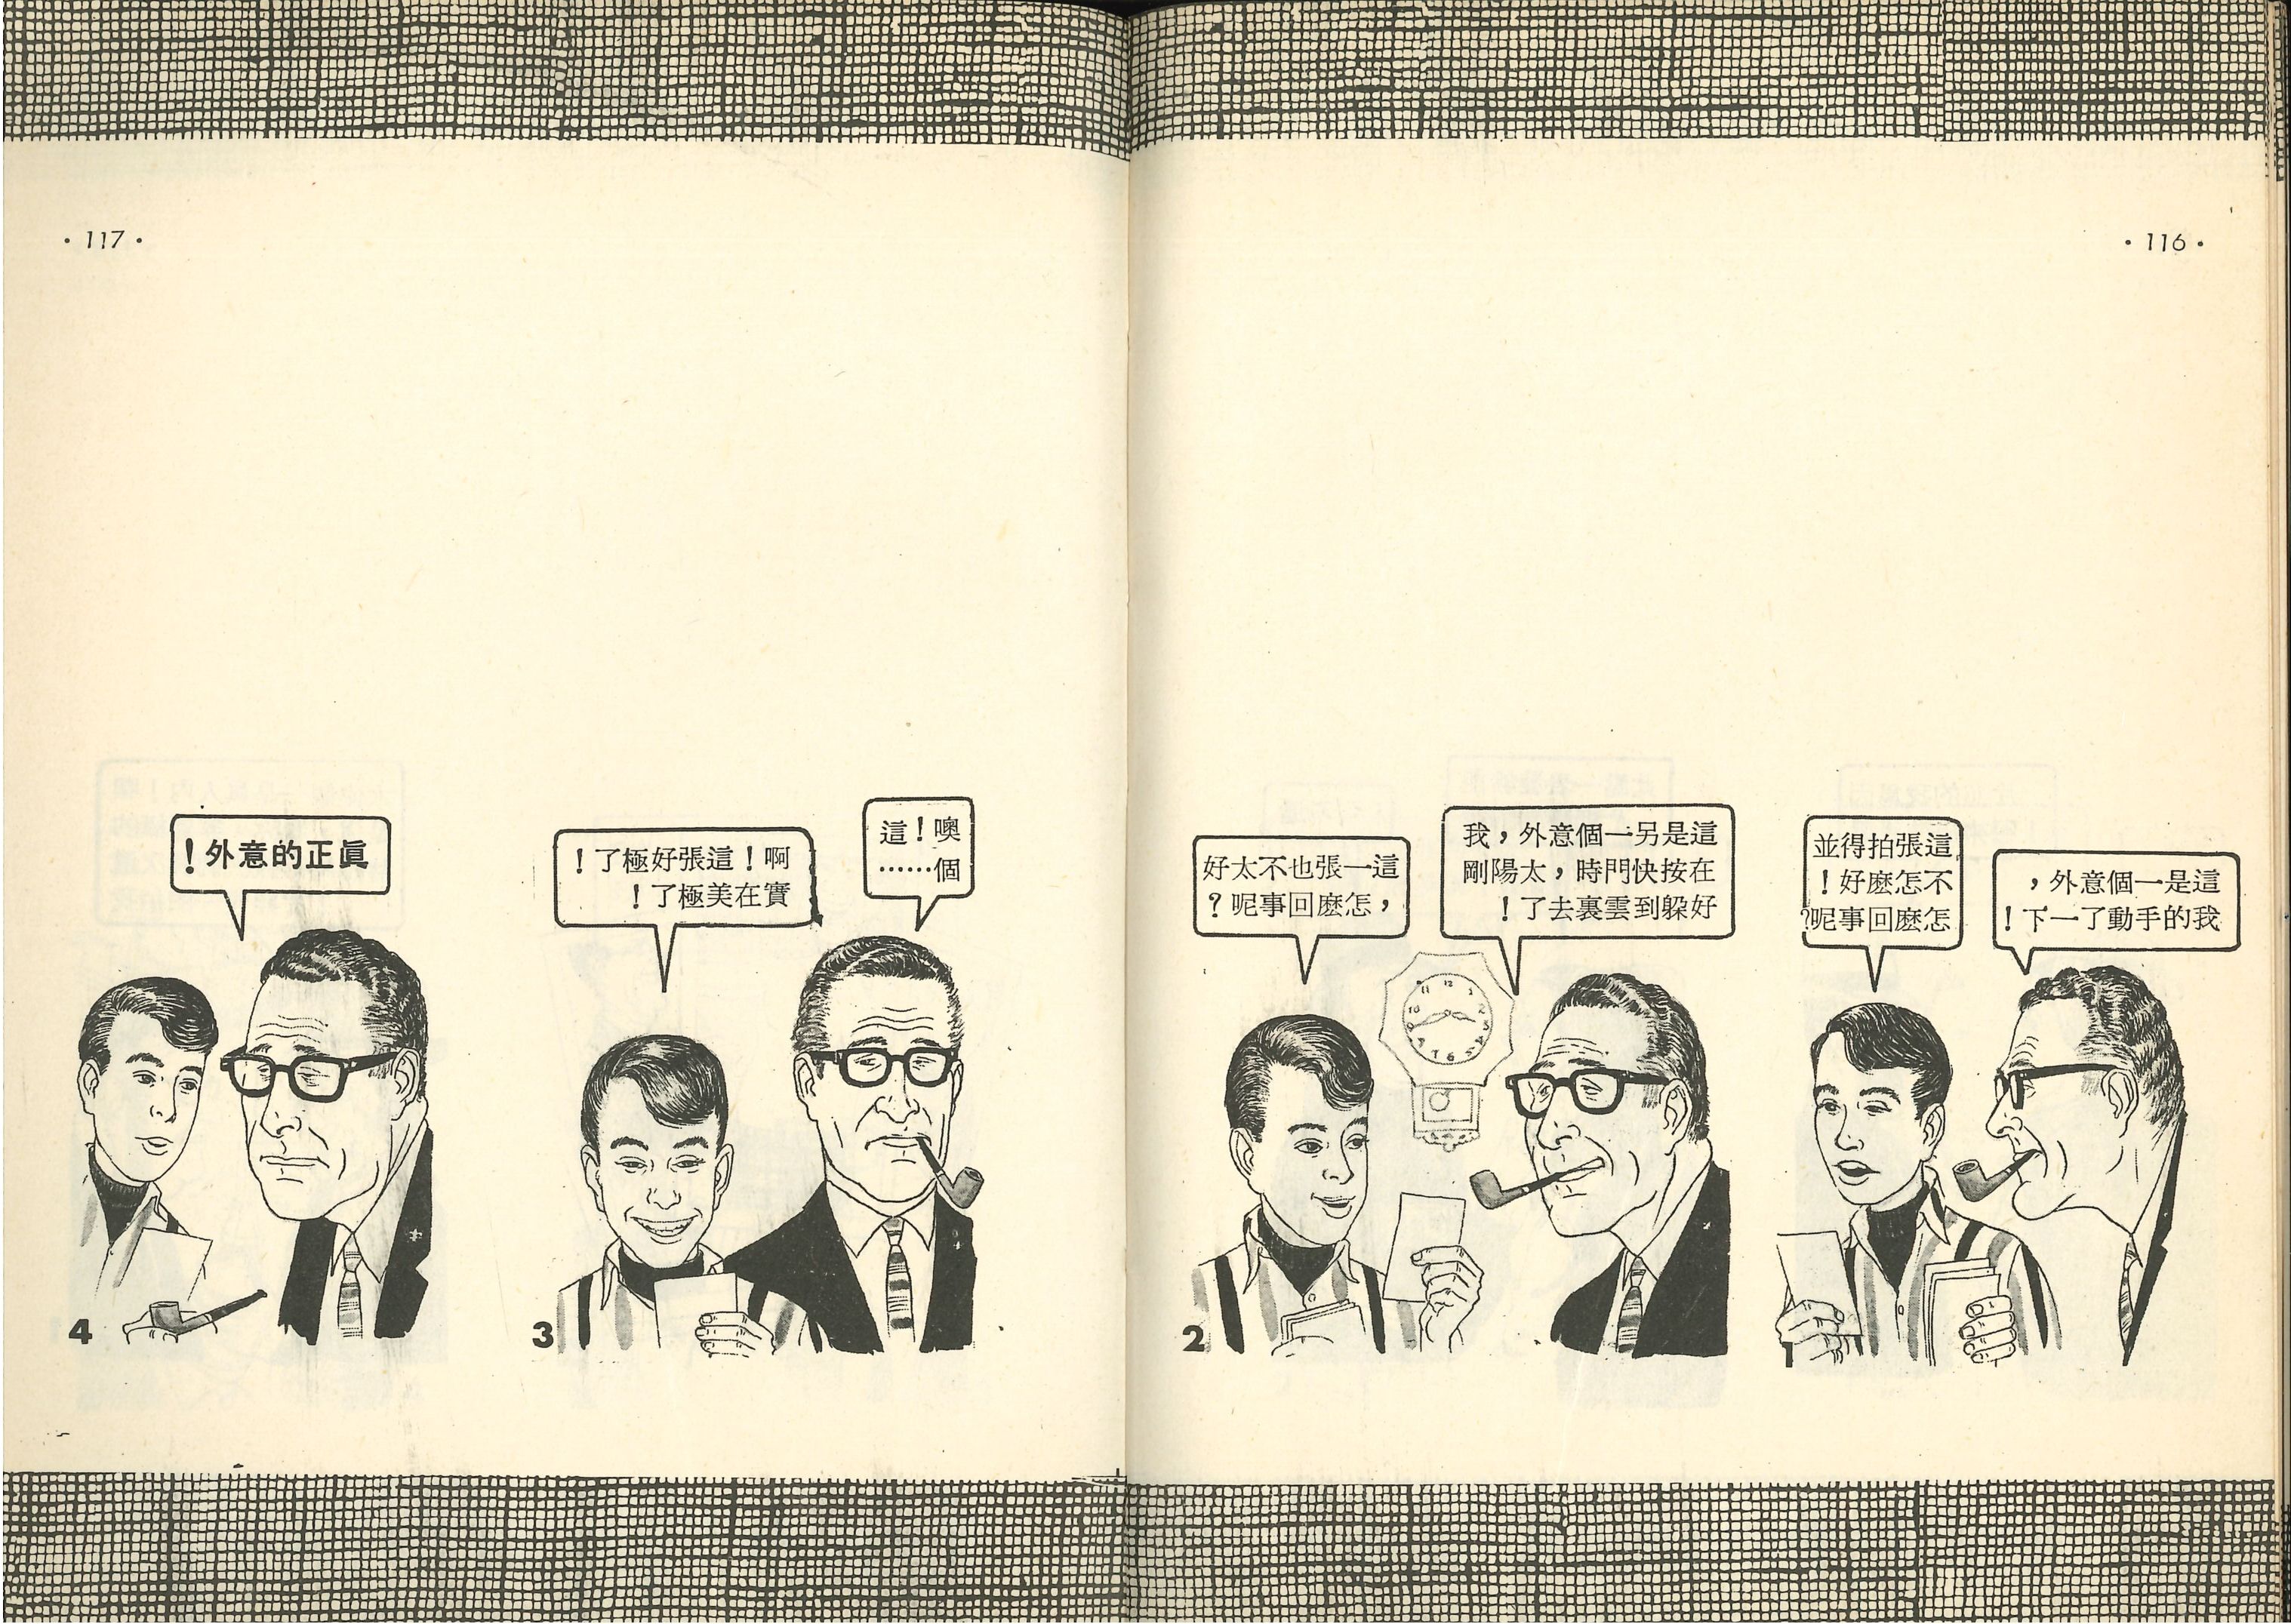 ·116·
這張拍得並
不怎麼好!
怎麼回事呢?
這是一個意外,
我的手動了一下!
1
這一張也不太好
,怎麼回事呢?
這是另一個意外,我
在按快門時,太陽剛
好躲到雲裏去了!
2
·117·
啊!這張好極了!
實在美極了!
噢!這
個……
3
眞正的意外!
4